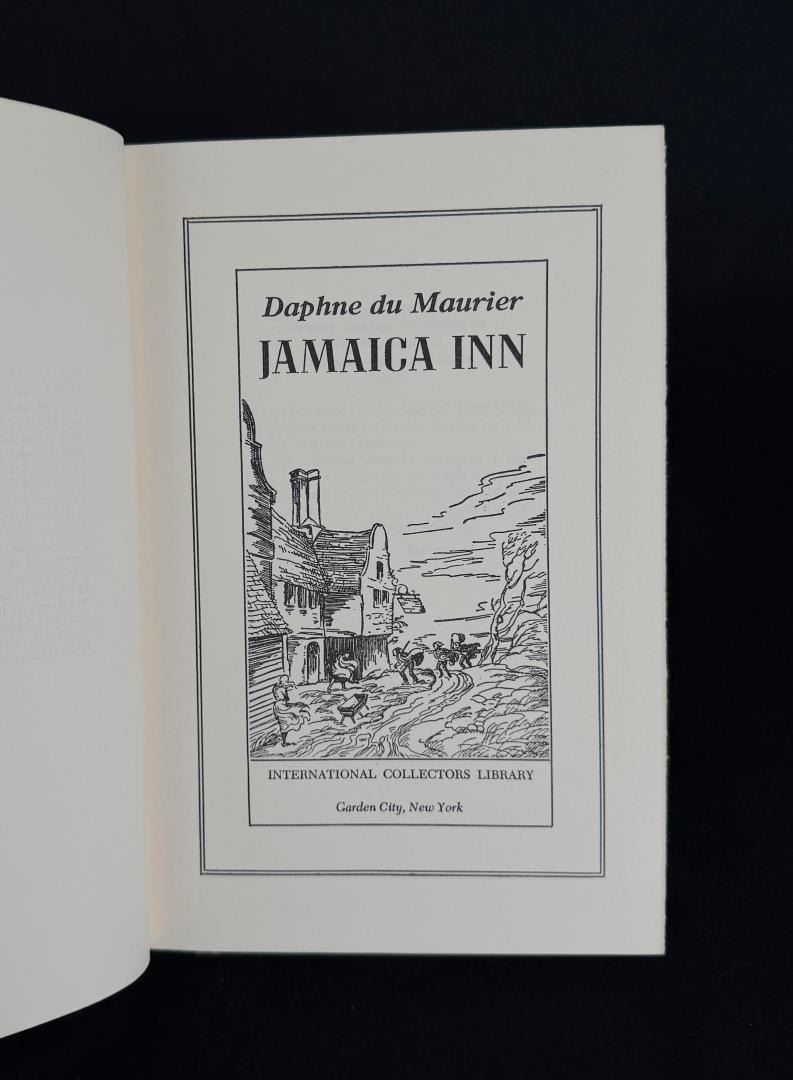 Daphne du Maurier
JAMAICA INN
INTERNATIONAL COLLECTORS LIBRARY
Garden City, New York